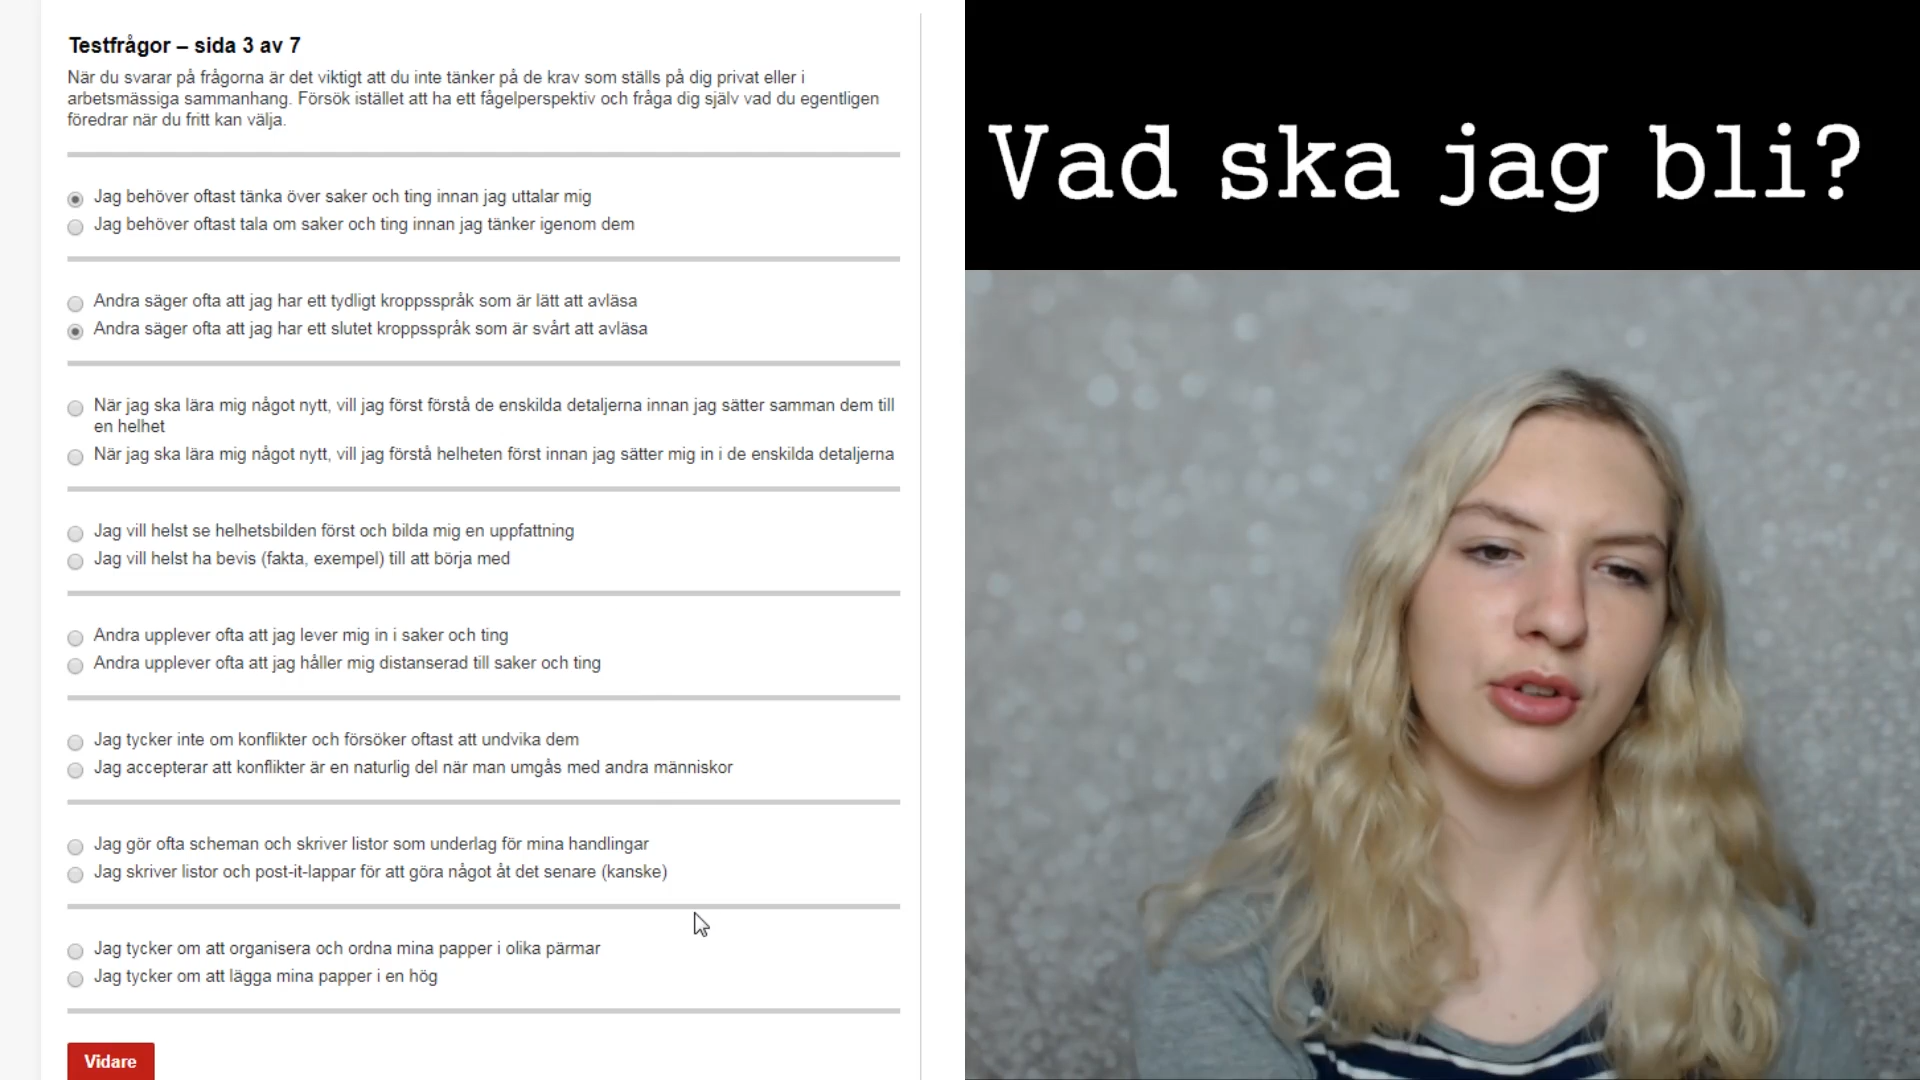 Testfrågor – sida 3 av 7
När du svarar på frågorna är det viktigt att du inte tänker på de krav som ställs på dig privat eller i
arbetsmässiga sammanhang. Försök istället att ha ett fågelperspektiv och fråga dig själv vad du egentligen
föredrar när du fritt kan välja.
Jag behöver oftast tänka över saker och ting innan jag uttalar mig
Jag behöver oftast tala om saker och ting innan jag tänker igenom dem
Andra säger ofta att jag har ett tydligt kroppsspråk som är lätt att avläsa
Andra säger ofta att jag har ett slutet kroppsspråk som är svårt att avläsa
När jag ska lära mig något nytt, vill jag först förstå de enskilda detaljerna innan jag sätter samman dem till
en helhet
När jag ska lära mig något nytt, vill jag förstå helheten först innan jag sätter mig in i de enskilda detaljerna
Jag vill helst se helhetsbilden först och bilda mig en uppfattning
Jag vill helst ha bevis (fakta, exempel) till att börja med
Andra upplever ofta att jag lever mig in i saker och ting
Andra upplever ofta att jag håller mig distanserad till saker och ting
Jag tycker inte om konflikter och försöker oftast att undvika dem
Jag accepterar att konflikter är en naturlig del när man umgås med andra människor
Jag gör ofta scheman och skriver listor som underlag för mina handlingar
Jag skriver listor och post-it-lappar för att göra något åt det senare (kanske)
Jag tycker om att organisera och ordna mina papper i olika pärmar
Jag tycker om att lägga mina papper i en hög
Vidare
Vad ska jag bli?